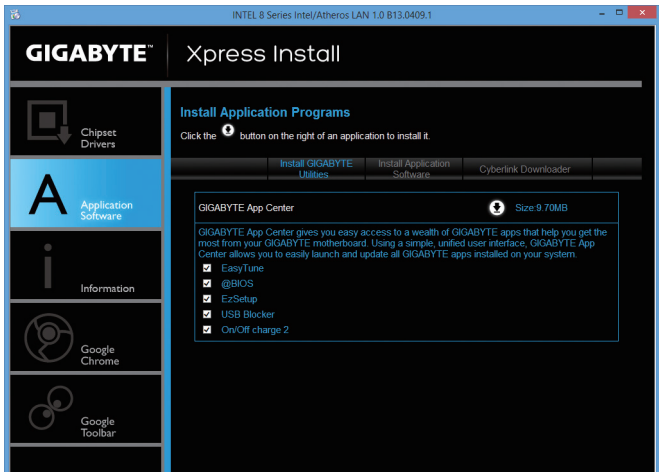 INTEL 8 Series Intel/Atheros LAN 1.0 B13.0409.1
GIGABYTE™
Xpress Install
Chipset
Drivers
Application
Software
Information
Google
Chrome
Google
Toolbar
Install Application Programs
Click the button on the right of an application to install it.
Install GIGABYTE
Utilities
Install Application
Software
Cyberlink Downloader
GIGABYTE App Center
Size:9.70MB
GIGABYTE App Center gives you easy access to a wealth of GIGABYTE apps that help you get the
most from your GIGABYTE motherboard. Using a simple, unified user interface, GIGABYTE App
Center allows you to easily launch and update all GIGABYTE apps installed on your system.
EasyTune
@BIOS
EzSetup
USB Blocker
On/Off charge 2